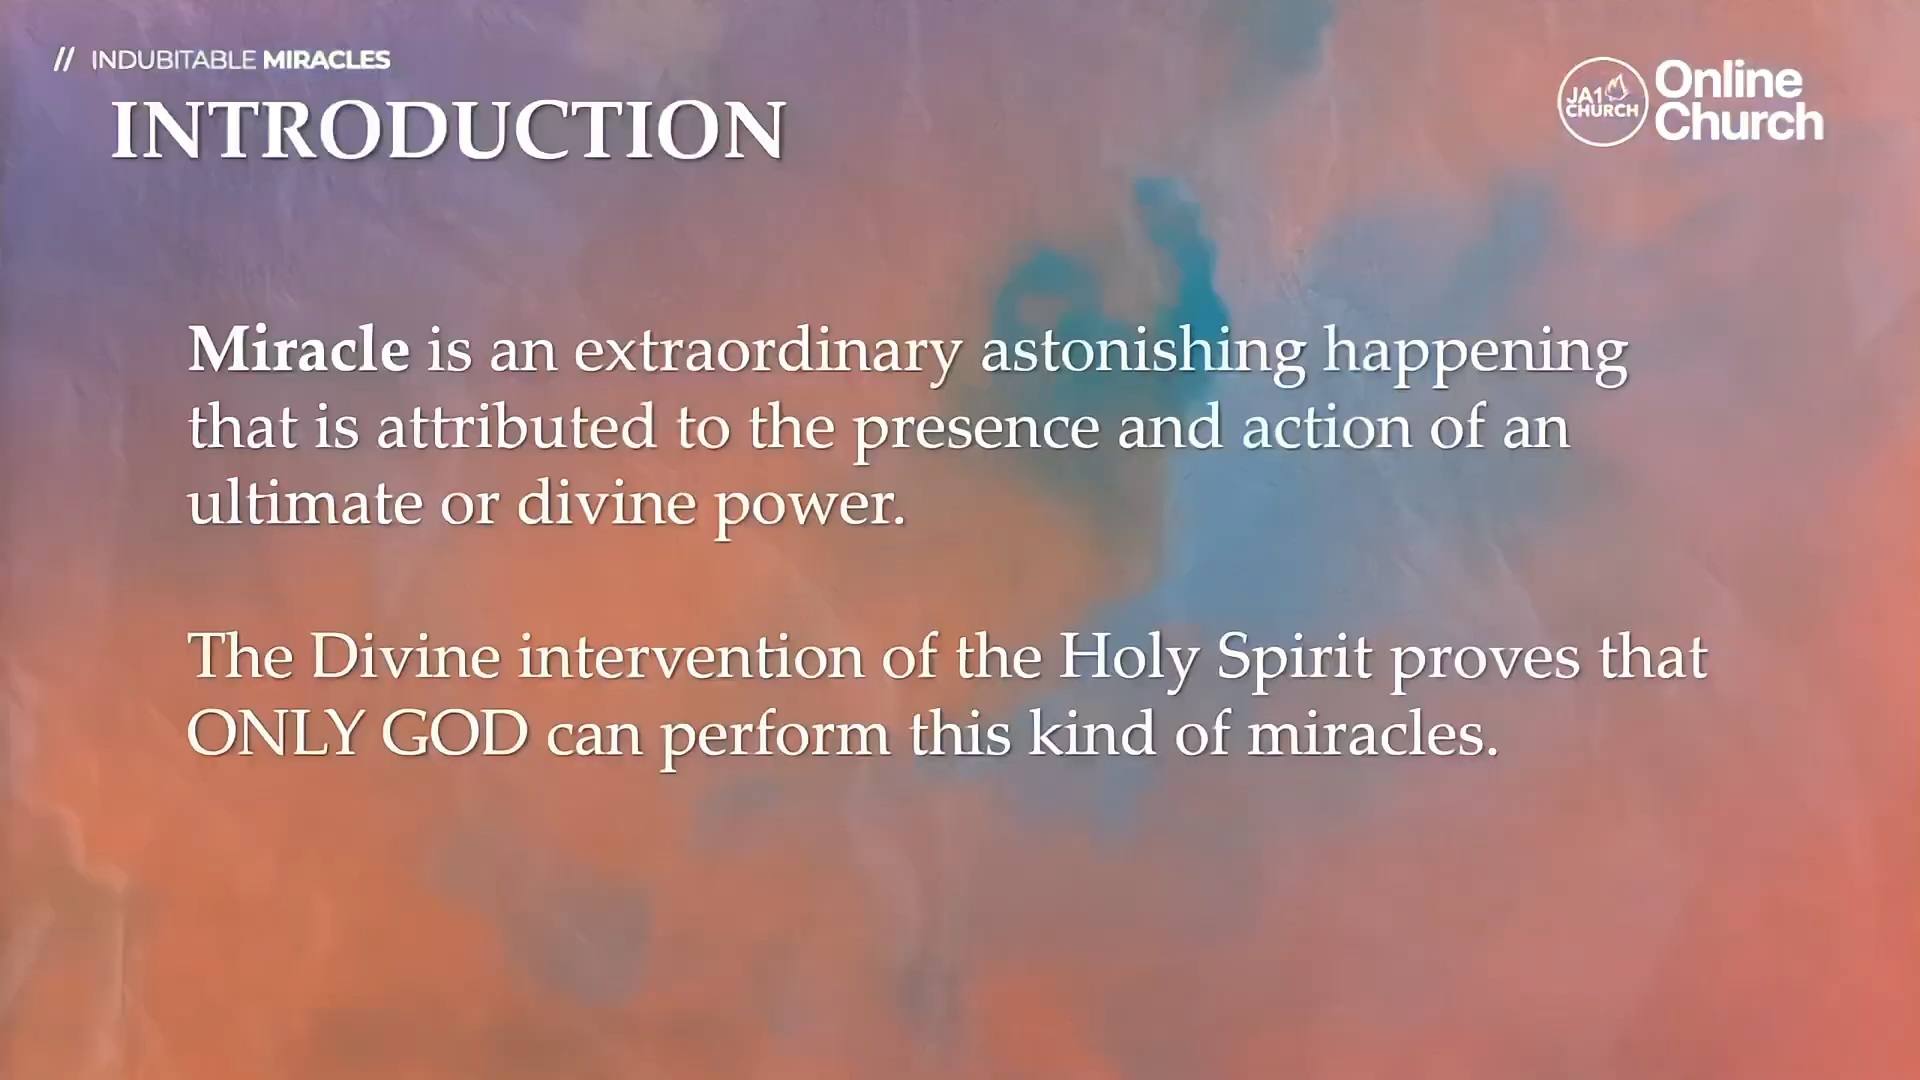 // INDUBITABLE MIRACLES
INTRODUCTION
JA1
CHURCH
Online
Church
Miracle is an extraordinary astonishing happening
that is attributed to the presence and action of an
ultimate or divine power.
The Divine intervention of the Holy Spirit proves that
ONLY GOD can perform this kind of miracles.